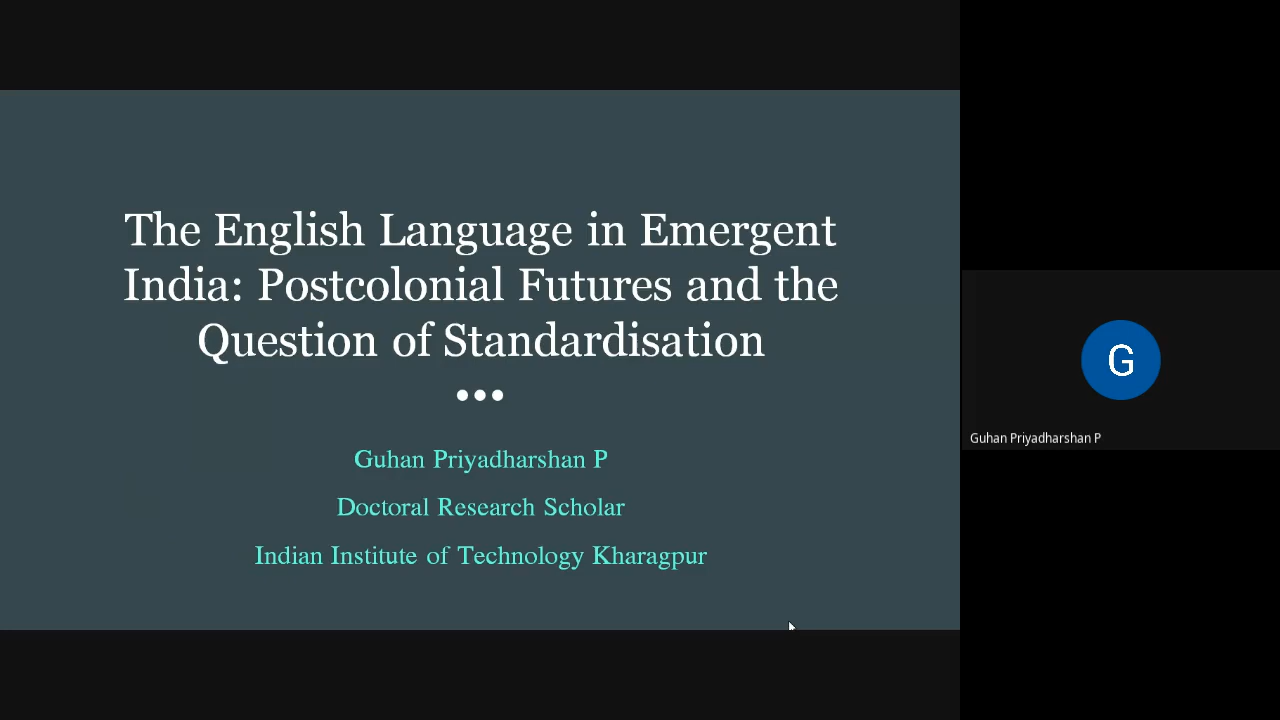 The English Language in Emergent
India: Postcolonial Futures and the
Question of Standardisation
Guhan Priyadharshan P
Doctoral Research Scholar
Indian Institute of Technology Kharagpur
G
Guhan Priyadharshan P